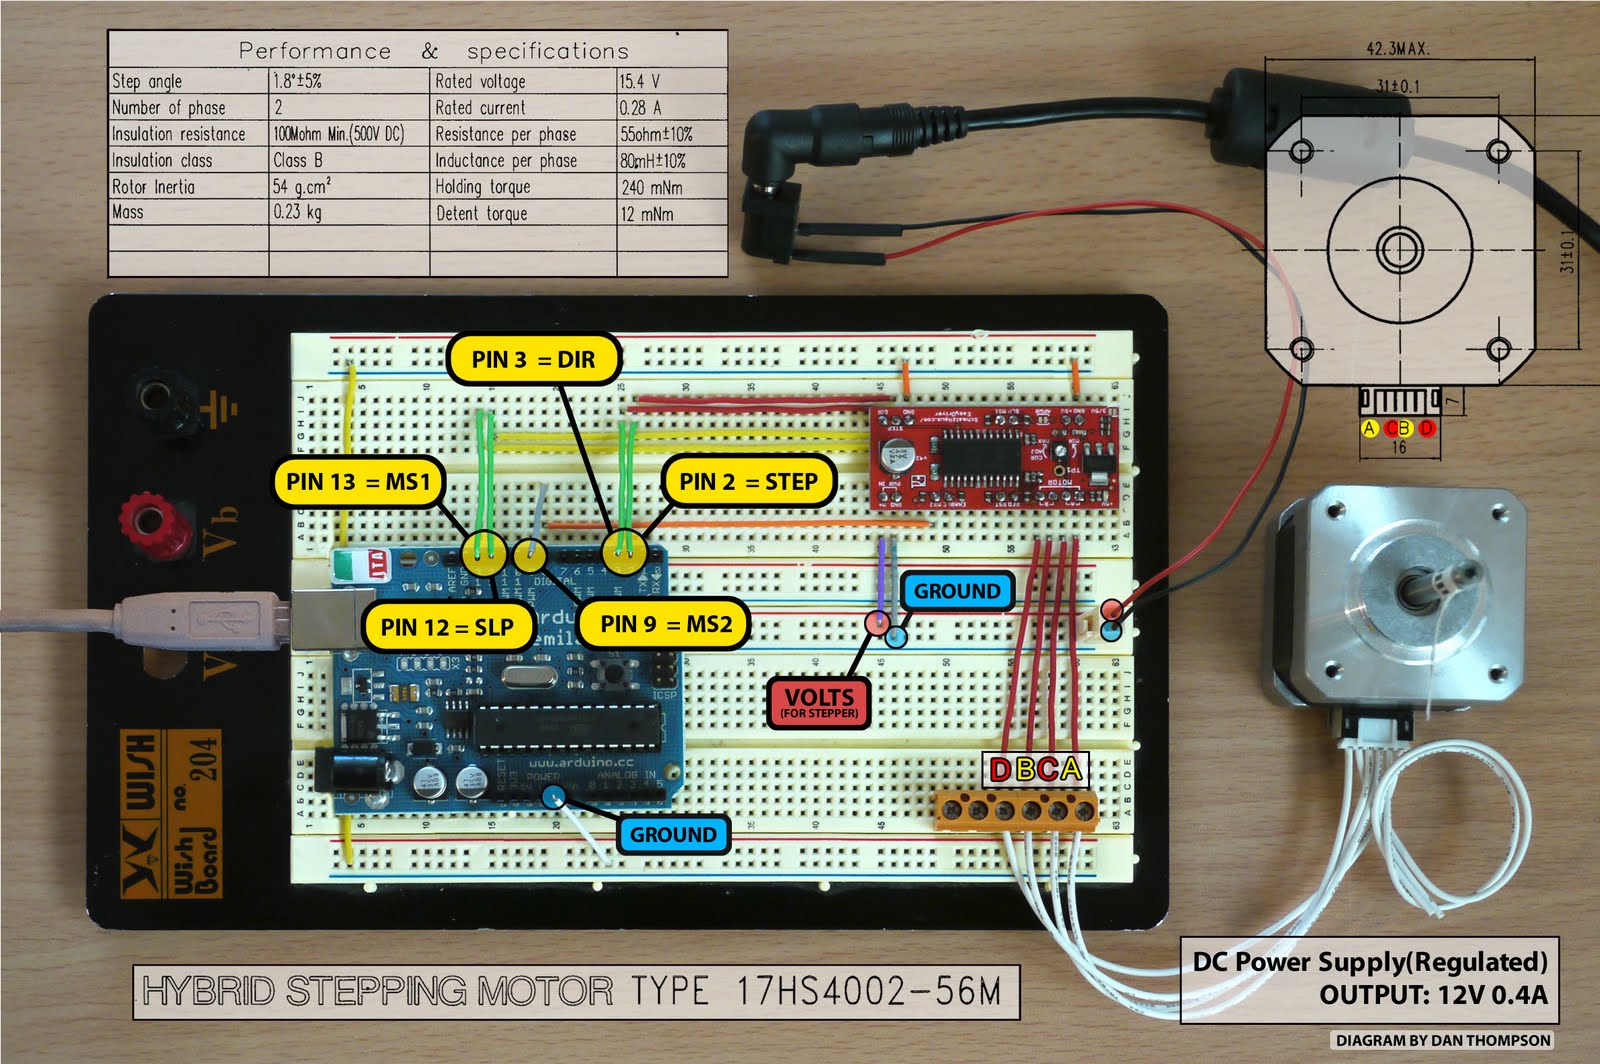 Performance & specifications
Step angle 1.8°±5% Rated voltage 15.4 V
Number of phase 2 Rated current 0.28 A
Insulation resistance 100Mohm Min.(500V DC) Resistance per phase 55ohm±10%
Insulation class Class B Inductance per phase 80mH±10%
Rotor Inertia 54 g.cm² Holding torque 240 mNm
Mass 0.23 kg Detent torque 12 mNm
42.3MAX.
31±0.1
31±0.1
7
A C B D
16
PIN 3 = DIR
PIN 13 = MS1
PIN 2 = STEP
PIN 12 = SLP
PIN 9 = MS2
GROUND
VOLTS
(FOR STEPPER)
DBCA
GROUND
Vb
WISH
no. 204
Wish Board
DIGITAL
ICSP
www.arduino.cc
POWER
ANALOG IN
RESET
MOTOR
HYBRID STEPPING MOTOR TYPE 17HS4002-56M
DC Power Supply(Regulated)
OUTPUT: 12V 0.4A
DIAGRAM BY DAN THOMPSON